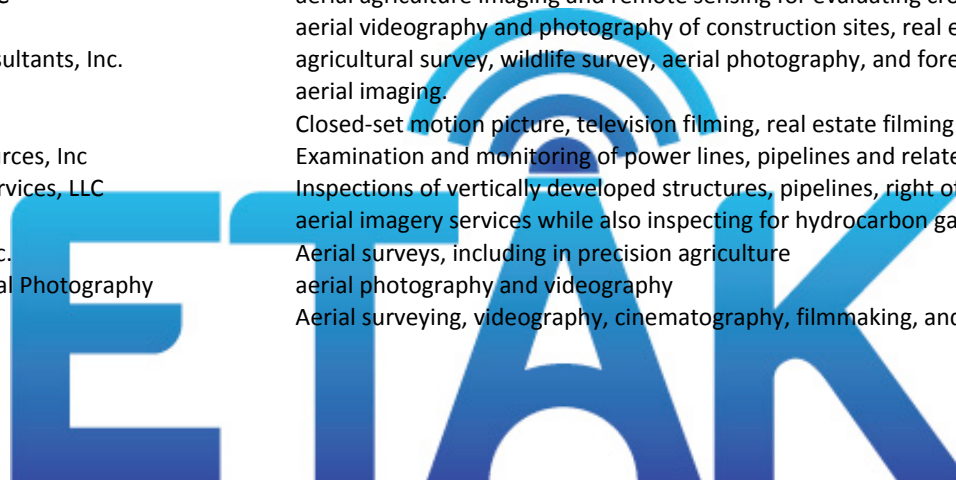 aerial videography and photography of construction sites, real e
sultants, Inc. agricultural survey, wildlife survey, aerial photography, and fore
aerial imaging.
Closed-set motion picture, television filming, real estate filming
rces, Inc Examination and monitoring of power lines, pipelines and relate
rvices, LLC Inspections of vertically developed structures, pipelines, right of
aerial imagery services while also inspecting for hydrocarbon ga
c. Aerial surveys, including in precision agriculture
al Photography aerial photography and videography
Aerial surveying, videography, cinematography, filmmaking, and
ETAK